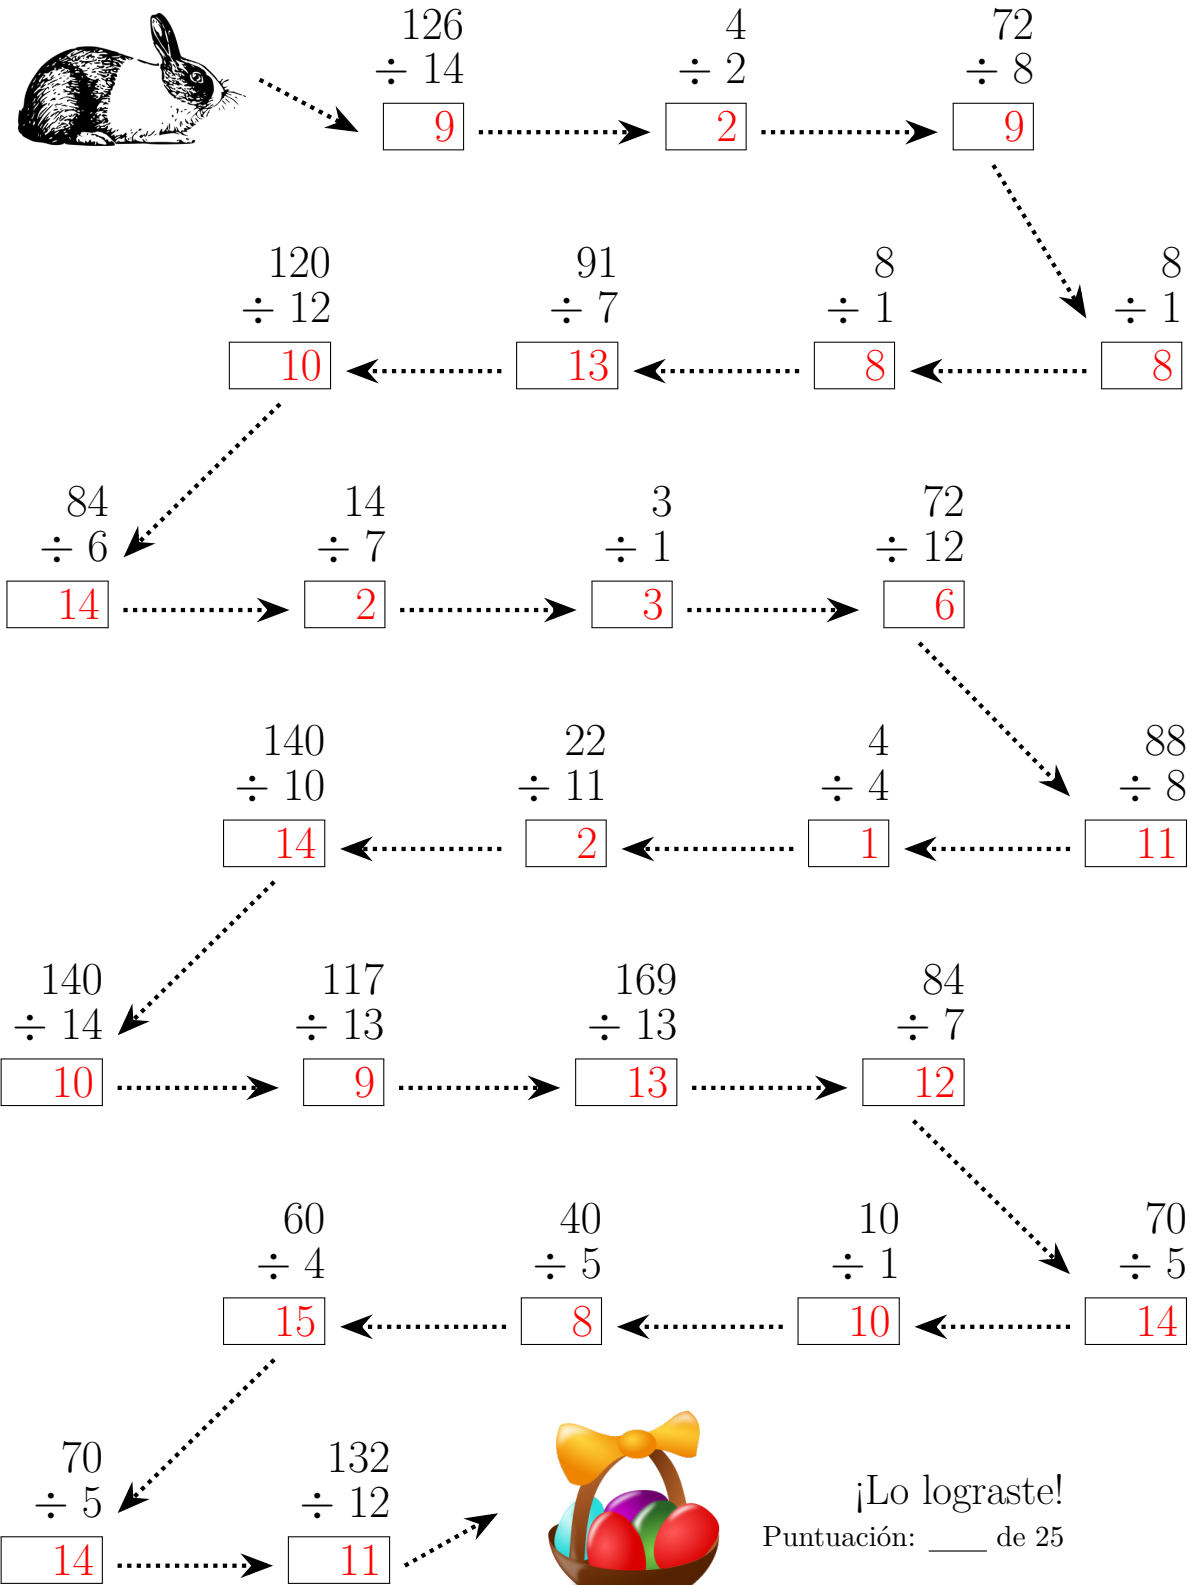 126 4 72
÷ 14 ÷ 2 ÷ 8
9 2 9
120 91 8 8
÷ 12 ÷ 7 ÷ 1 ÷ 1
10 13 8 8
84 14 3 72
÷ 6 ÷ 7 ÷ 1 ÷ 12
14 2 3 6
140 22 4 88
÷ 10 ÷ 11 ÷ 4 ÷ 8
14 2 1 11
140 117 169 84
÷ 14 ÷ 13 ÷ 13 ÷ 7
10 9 13 12
60 40 10 70
÷ 4 ÷ 5 ÷ 1 ÷ 5
15 8 10 14
70 132
÷ 5 ÷ 12
14 11
¡Lo lograste!
Puntuación: ___ de 25